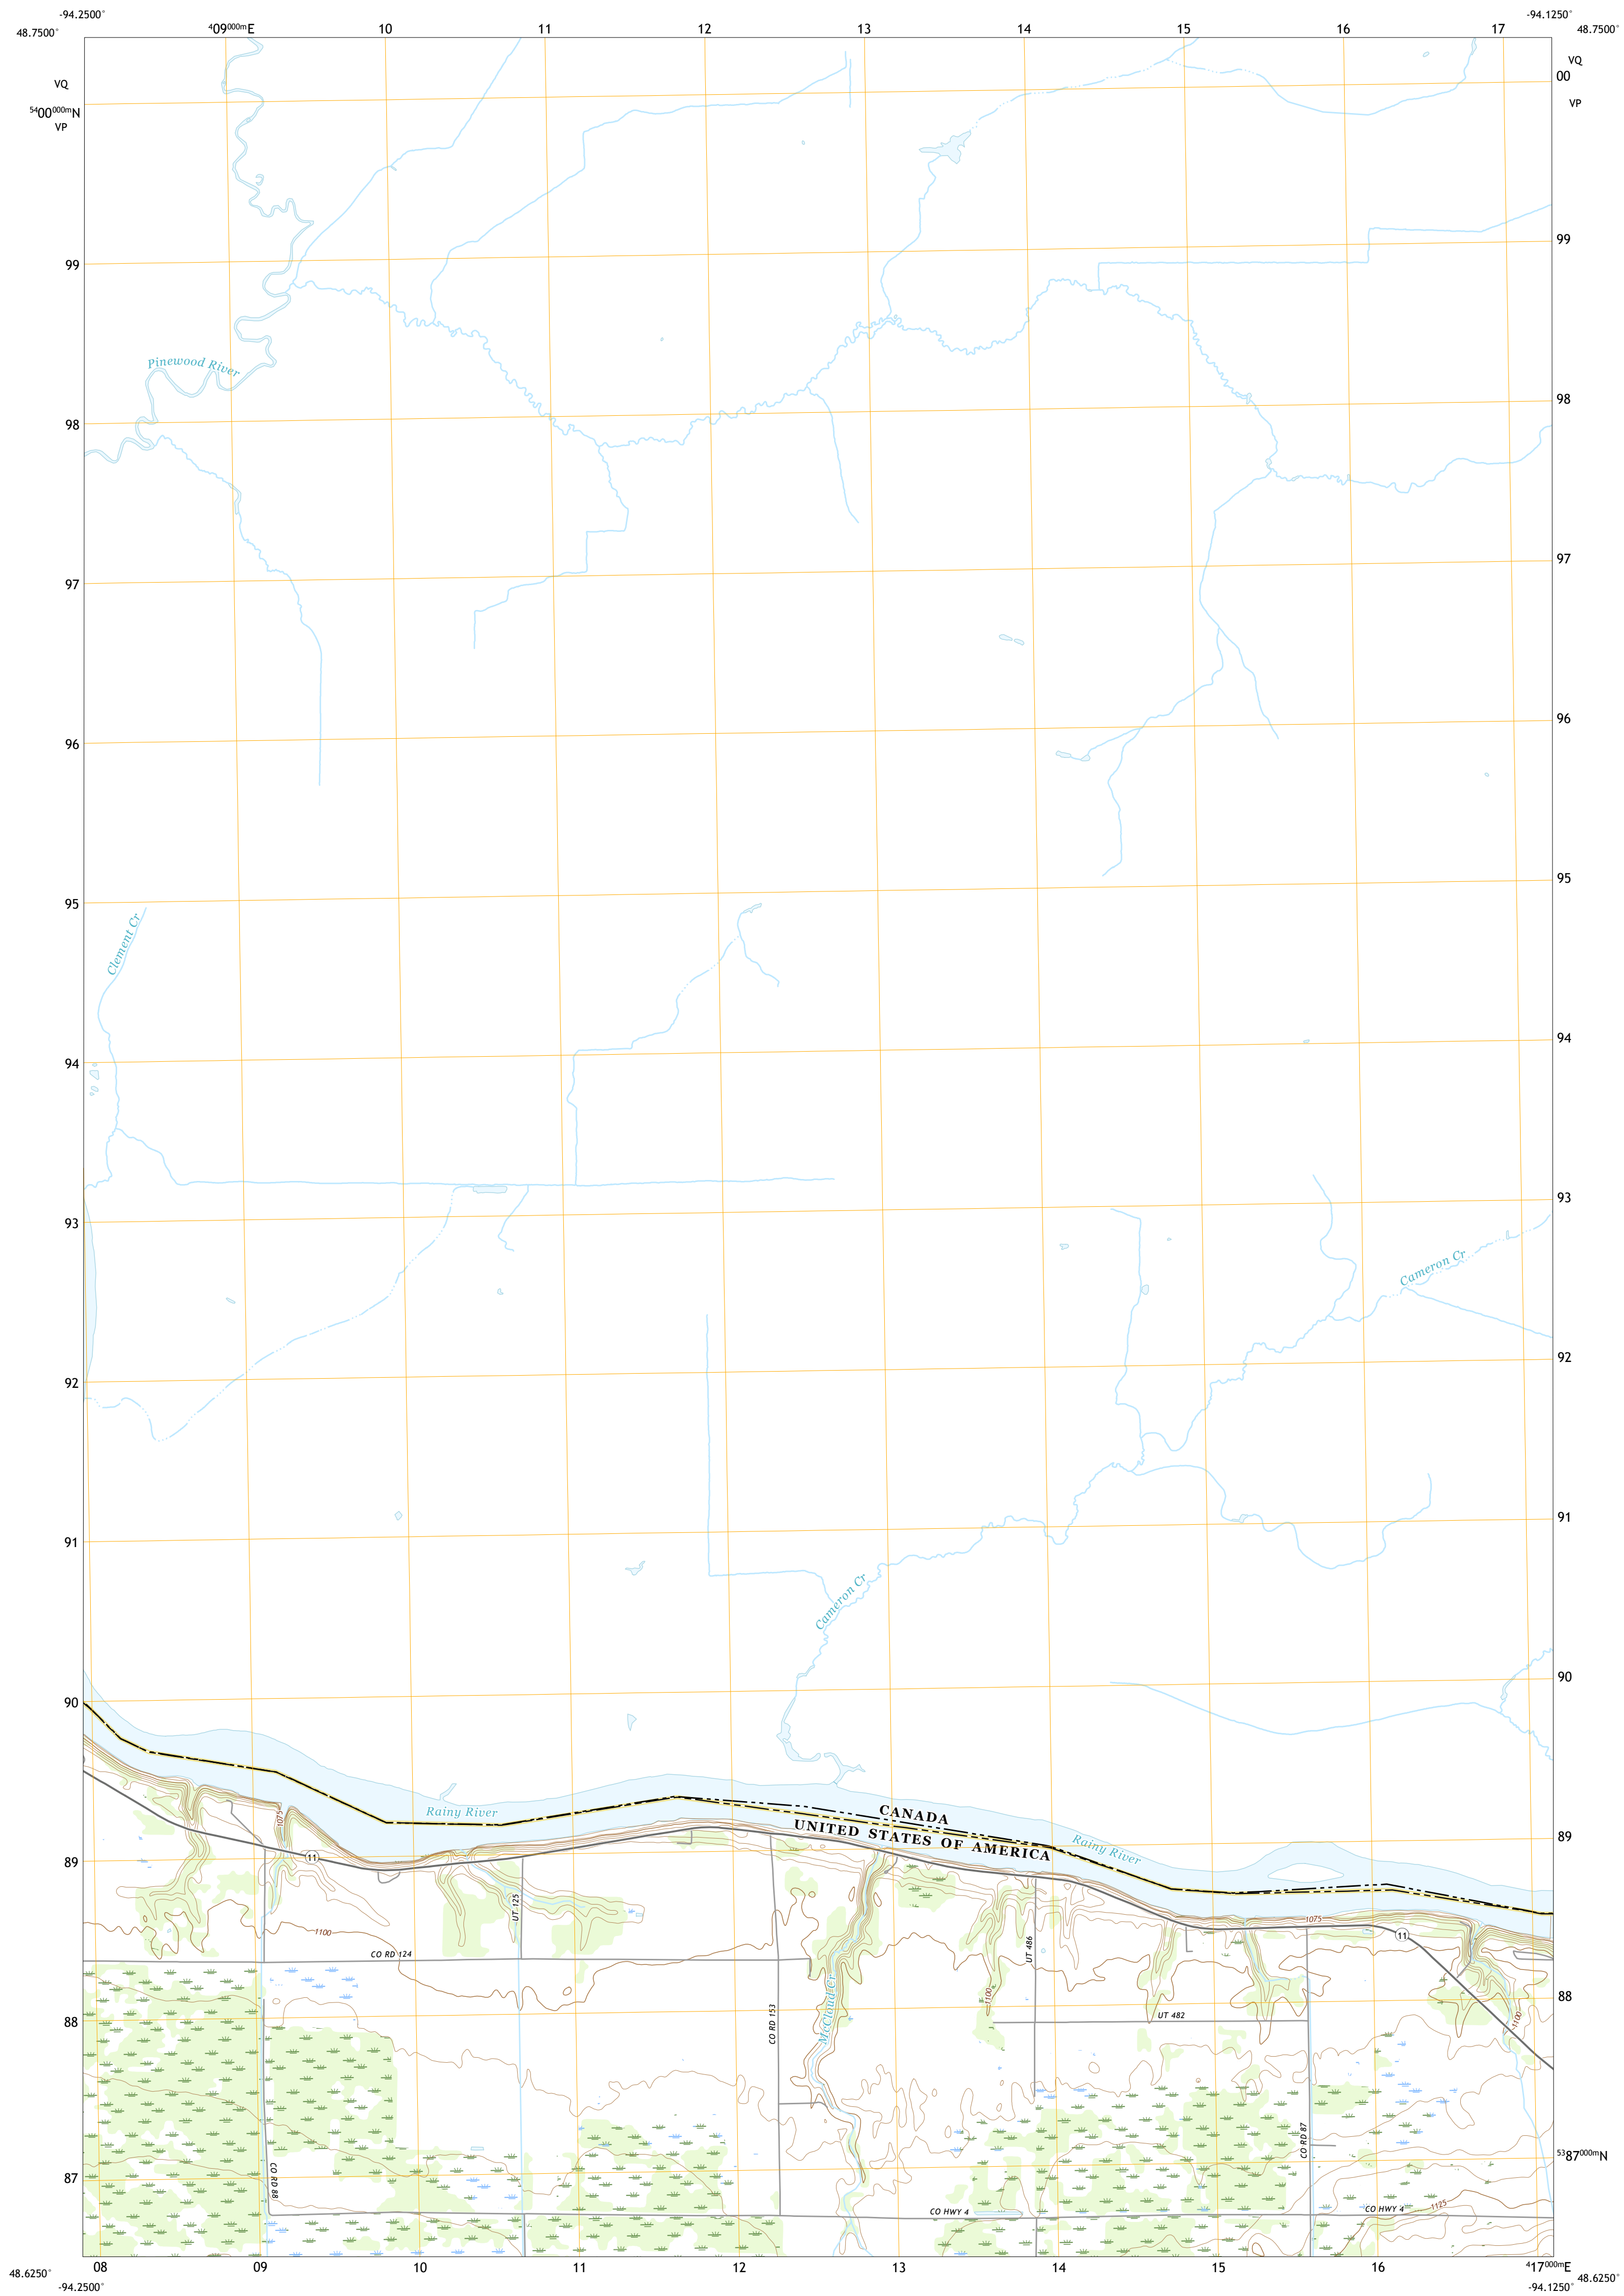 -94.2500° -94.1250°
48.7500° ⁴09⁰⁰⁰ᵐE 10 11 12 13 14 15 16 17 48.7500°
VQ VQ
00
⁵⁴00⁰⁰⁰ᵐN VP
VP
99 99
Pinewood River
98 98
97 97
96 96
95 95
Clement Cr
94 94
93 93
Cameron Cr
92 92
91 91
Cameron Cr
90 90
Rainy River
CANADA
1075
UNITED STATES OF AMERICA
Rainy River
89 89
11
UT 125
1075
1100
11
CO RD 124
UT 486
McCloud Cr
1100
88 88
CO RD 153
UT 482
1100
CO RD 87
⁵³87⁰⁰⁰ᵐN
87
CO RD 88
1125
CO HWY 4 CO HWY 4
48.6250° 08 09 10 11 12 13 14 15 16 ⁴17⁰⁰⁰ᵐE 48.6250°
-94.2500° -94.1250°